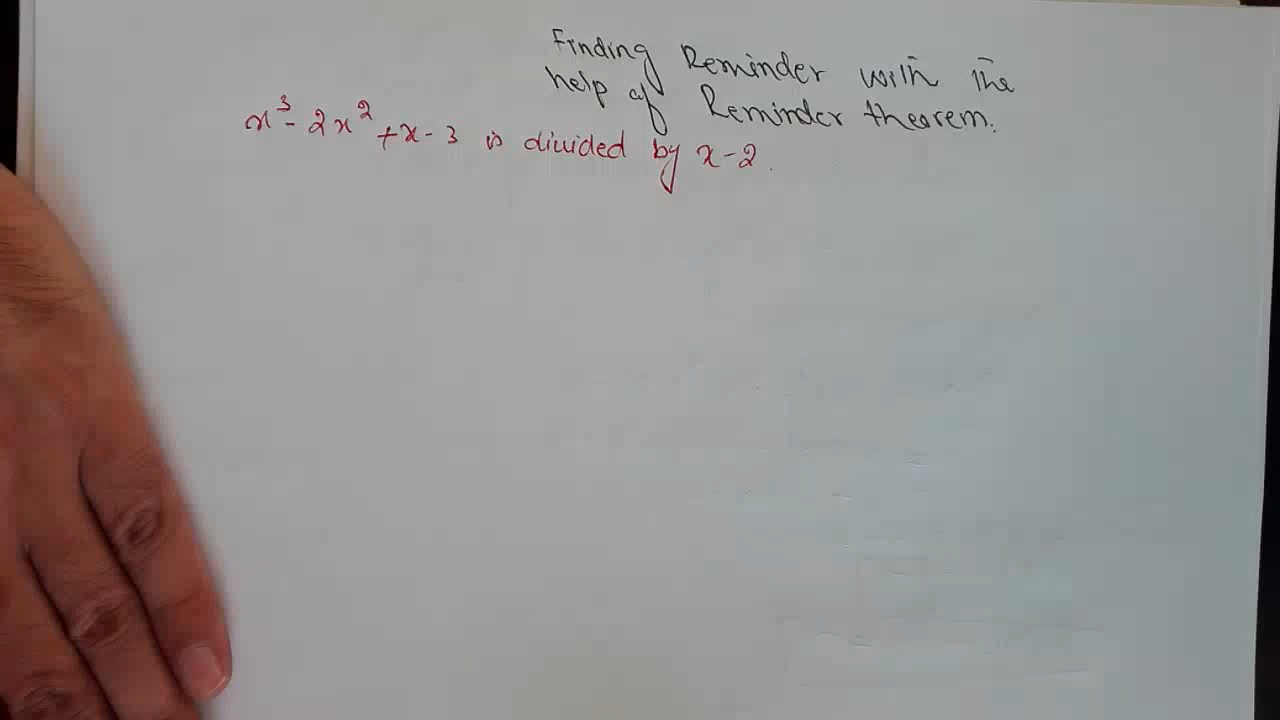 Finding Reminder with the
help of Reminder theorem.
x³- 2x² +x-3 is divided by x-2.